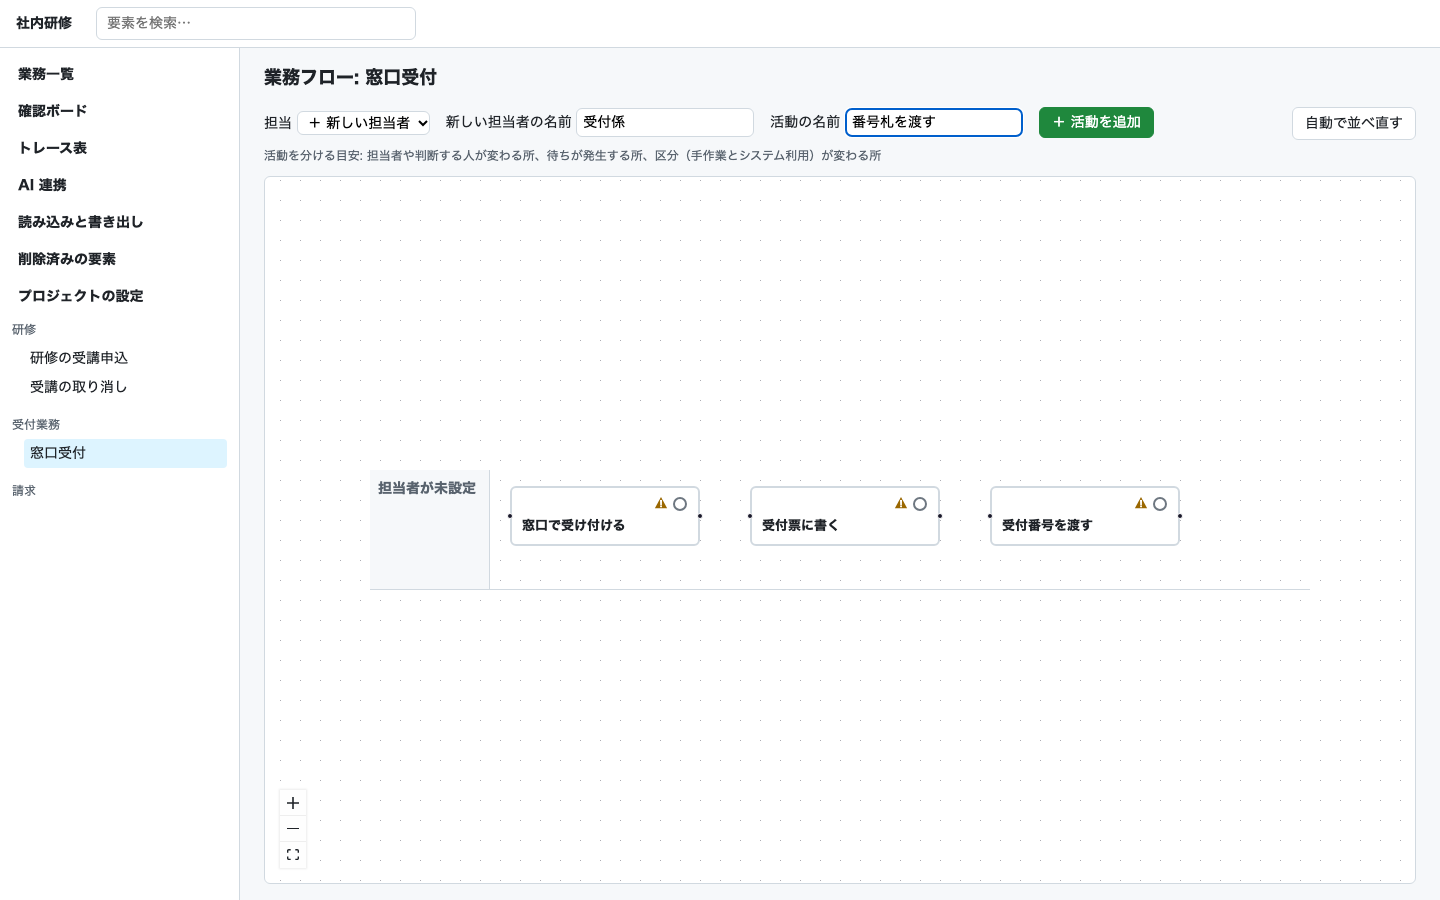 社内研修
要素を検索…
業務一覧
確認ボード
トレース表
AI 連携
読み込みと書き出し
削除済みの要素
プロジェクトの設定
研修
研修の受講申込
受講の取り消し
受付業務
窓口受付
請求
業務フロー: 窓口受付
担当 ＋ 新しい担当者 新しい担当者の名前 受付係 活動の名前 番号札を渡す ＋ 活動を追加 自動で並べ直す
活動を分ける目安: 担当者や判断する人が変わる所、待ちが発生する所、区分（手作業とシステム利用）が変わる所
担当者が未設定
窓口で受け付ける
受付票に書く
受付番号を渡す